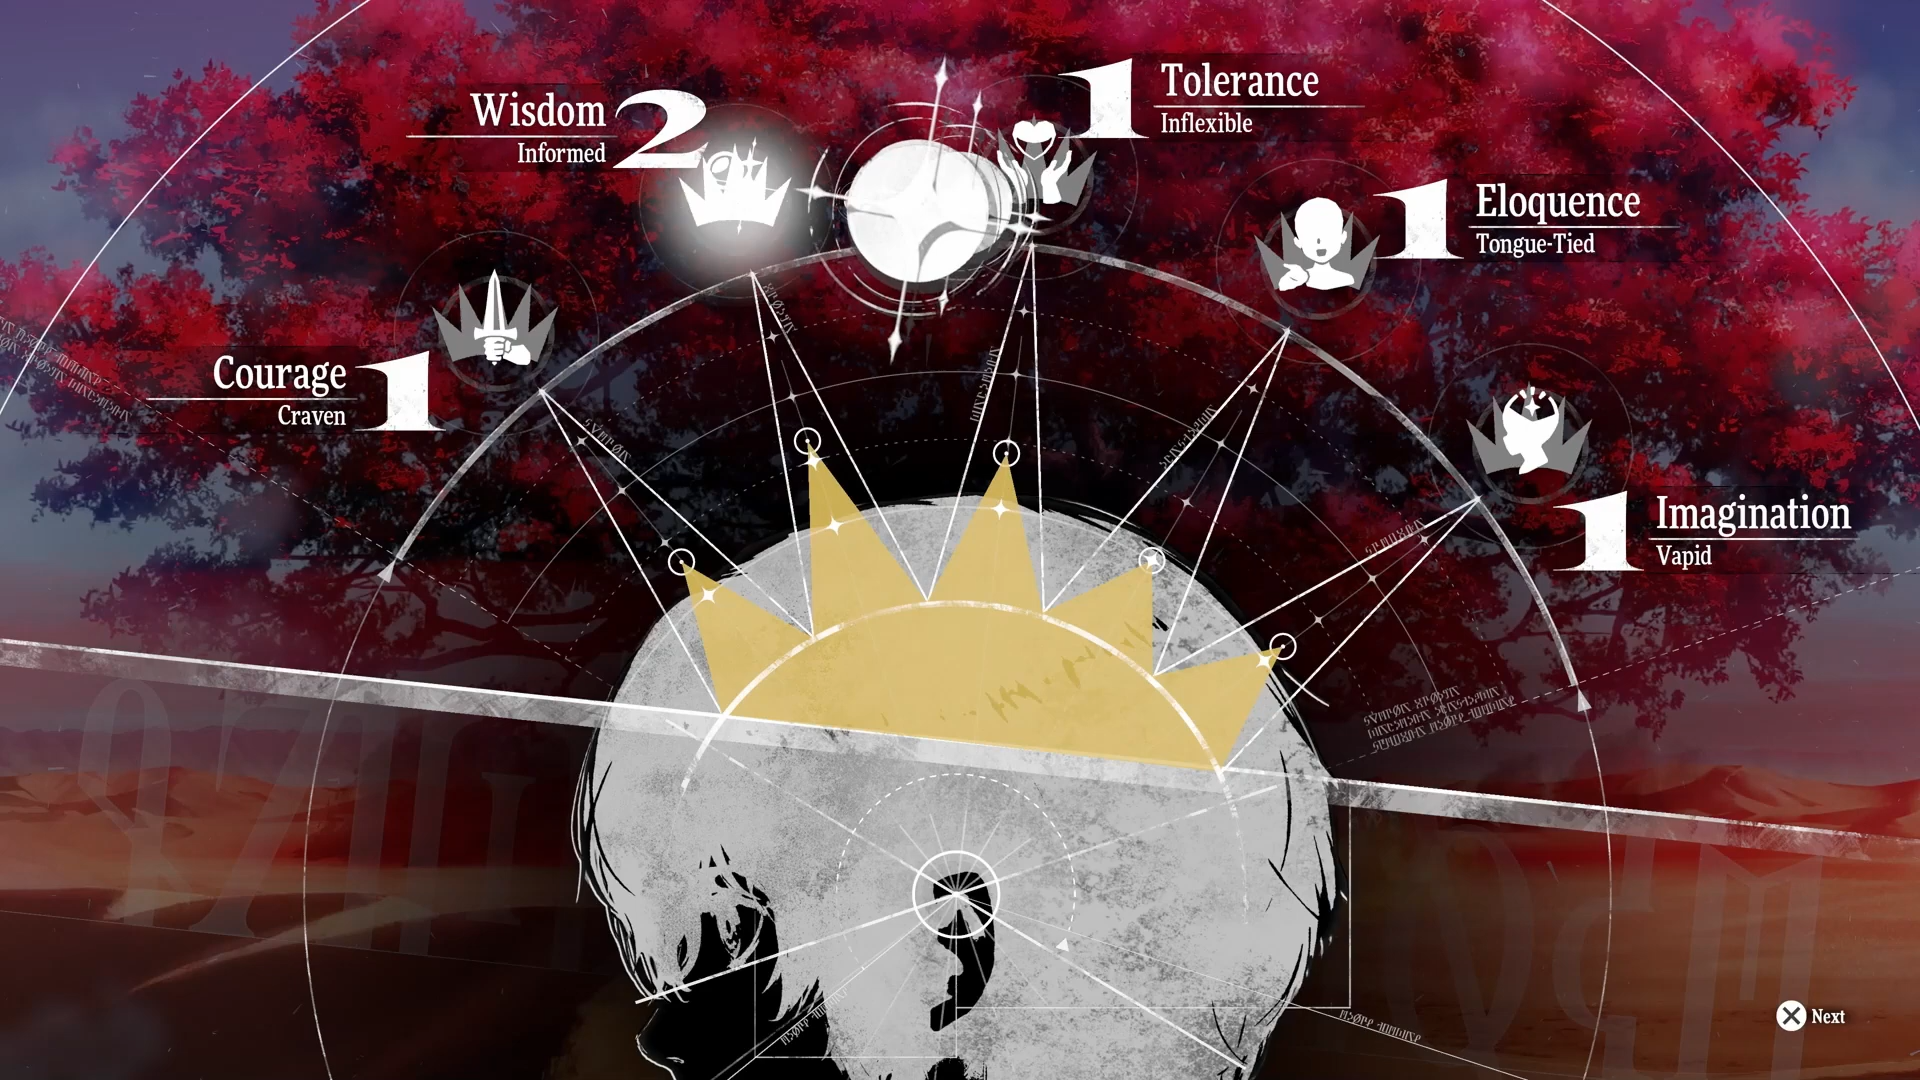 Wisdom 2
Informed
1 Tolerance
Inflexible
1 Eloquence
Tongue-Tied
Courage 1
Craven
1 Imagination
Vapid
Next